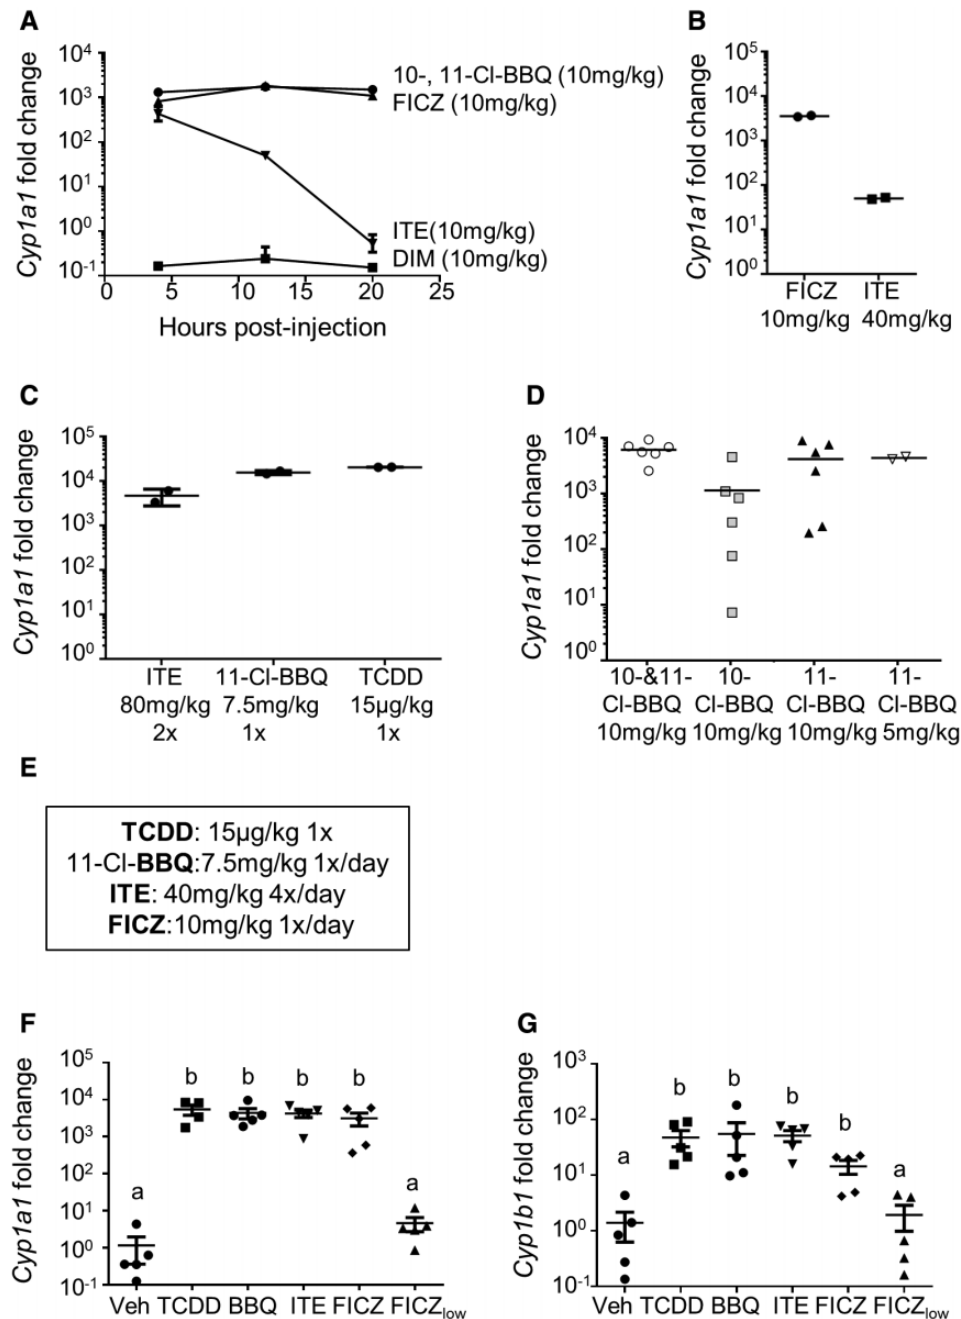 A
Cyp1a1 fold change
10⁴
10³
10²
10¹
10⁰
10⁻¹
0 5 10 15 20 25
Hours post-injection
10-, 11-Cl-BBQ (10mg/kg)
FICZ (10mg/kg)
ITE(10mg/kg)
DIM (10mg/kg)
B
Cyp1a1 fold change
10⁵
10⁴
10³
10²
10¹
10⁰
FICZ ITE
10mg/kg 40mg/kg
C
Cyp1a1 fold change
10⁵
10⁴
10³
10²
10¹
10⁰
ITE 11-Cl-BBQ TCDD
80mg/kg 7.5mg/kg 15µg/kg
2x 1x 1x
D
Cyp1a1 fold change
10⁴
10³
10²
10¹
10⁰
10-&11- 10- 11- 11-
Cl-BBQ Cl-BBQ Cl-BBQ Cl-BBQ
10mg/kg 10mg/kg 10mg/kg 5mg/kg
E
TCDD: 15µg/kg 1x
11-Cl-BBQ:7.5mg/kg 1x/day
ITE: 40mg/kg 4x/day
FICZ:10mg/kg 1x/day
F
Cyp1a1 fold change
10⁵
10⁴
10³
10²
10¹
10⁰
10⁻¹
a b b b b a
Veh TCDD BBQ ITE FICZ FICZlow
G
Cyp1b1 fold change
10³
10²
10¹
10⁰
10⁻¹
a b b b b a
Veh TCDD BBQ ITE FICZ FICZlow